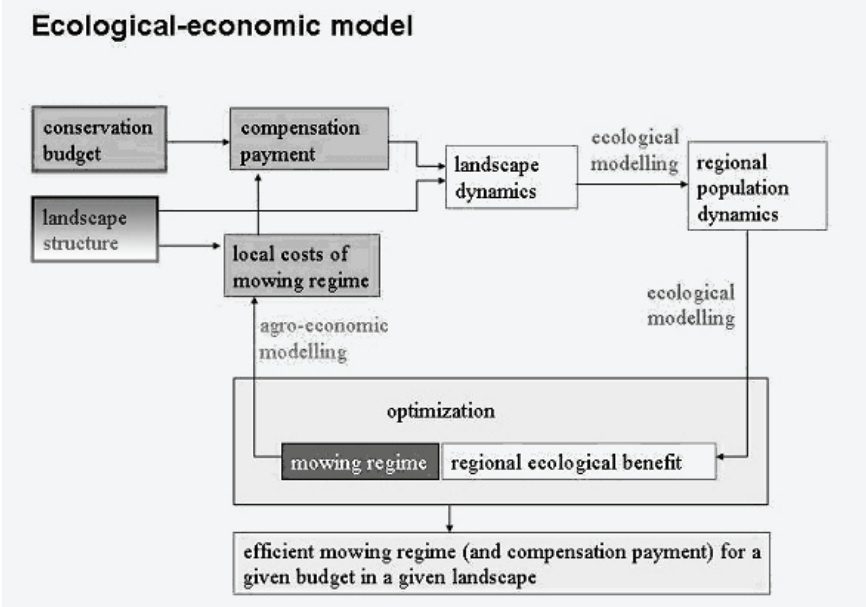 Ecological-economic model
conservation
budget
compensation
payment
landscape
dynamics
ecological
modelling
regional
population
dynamics
landscape
structure
local costs of
mowing regime
ecological
modelling
agro-economic
modelling
optimization
mowing regime
regional ecological benefit
efficient mowing regime (and compensation payment) for a
given budget in a given landscape